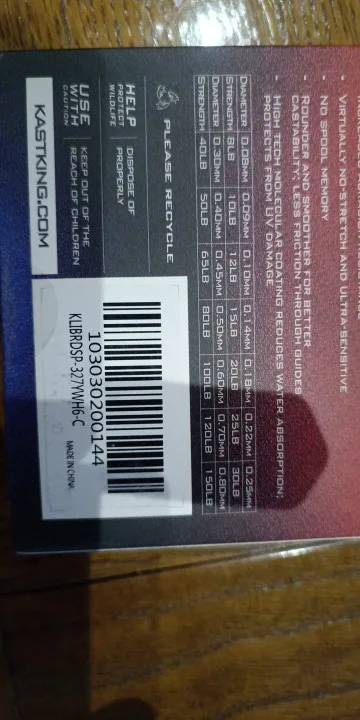 • VIRTUALLY NO-STRETCH AND ULTRA-SENSITIVE
• NO SPOOL MEMORY
• ROUNDER AND SMOOTHER FOR BETTER
CASTABILITY, LESS FRICTION THROUGH GUIDES
• HIGH TECH MOLECULAR COATING REDUCES WATER ABSORPTION;
PROTECTS FROM UV DAMAGE
DIAMETER 0.08MM 0.09MM 0.10MM 0.14MM 0.18MM 0.22MM 0.25MM
STRENGTH 8LB 10LB 12LB 15LB 20LB 25LB 30LB
DIAMETER 0.30MM 0.40MM 0.45MM 0.50MM 0.60MM 0.70MM 0.80MM
STRENGTH 40LB 50LB 65LB 80LB 100LB 120LB 150LB
PLEASE RECYCLE
HELP
PROTECT
WILDLIFE
DISPOSE OF
PROPERLY
USE
WITH
CAUTION
KEEP OUT OF THE
REACH OF CHILDREN
KASTKING.COM
103030200144
KLIBRDSP-327YWH6-C
MADE IN CHINA